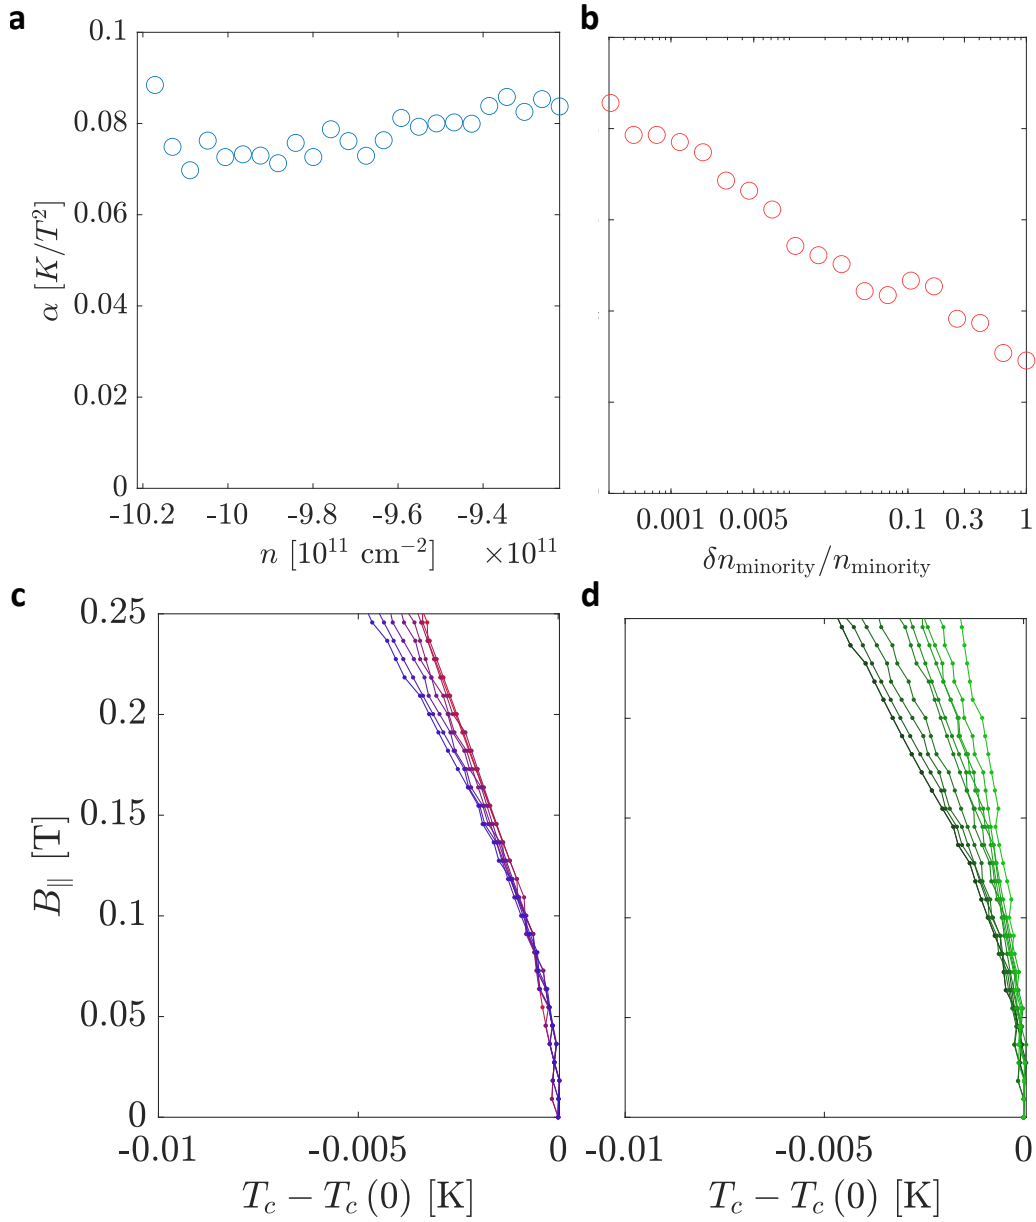 a
b
0.1
0.08
0.06
0.04
0.02
0
α [K/T²]
-10.2 -10 -9.8 -9.6 -9.4
n [10¹¹ cm⁻²] ×10¹¹
0.001 0.005 0.1 0.3 1
δn_minority/n_minority
c
d
0.25
0.2
0.15
0.1
0.05
0
B_∥ [T]
-0.01 -0.005 0
T_c − T_c (0) [K]
-0.01 -0.005 0
T_c − T_c (0) [K]